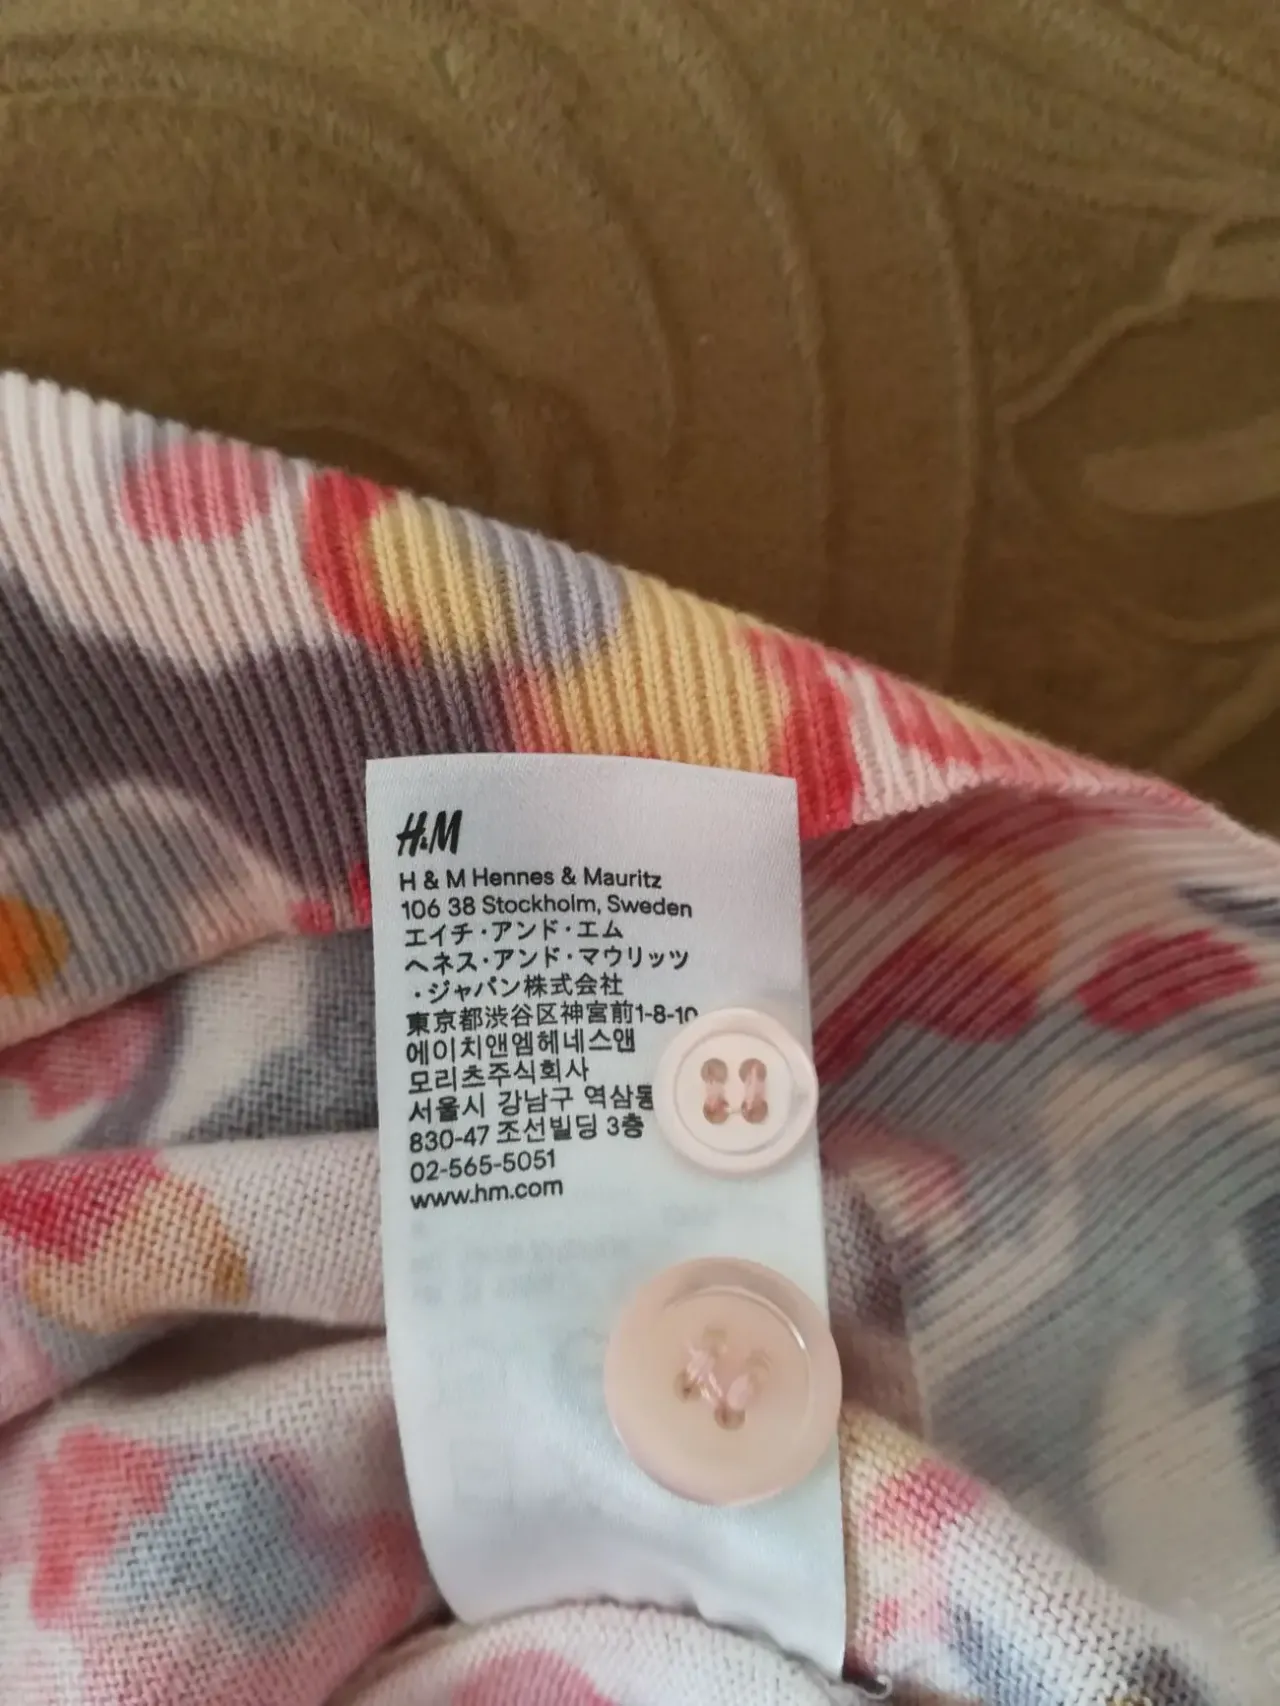 H&M
H & M Hennes & Mauritz
106 38 Stockholm, Sweden
エイチ・アンド・エム
ヘネス・アンド・マウリッツ
・ジャパン株式会社
東京都渋谷区神宮前1-8-10
에이치앤엠헤네스앤
모리츠주식회사
서울시 강남구 역삼동
830-47 조선빌딩 3층
02-565-5051
www.hm.com